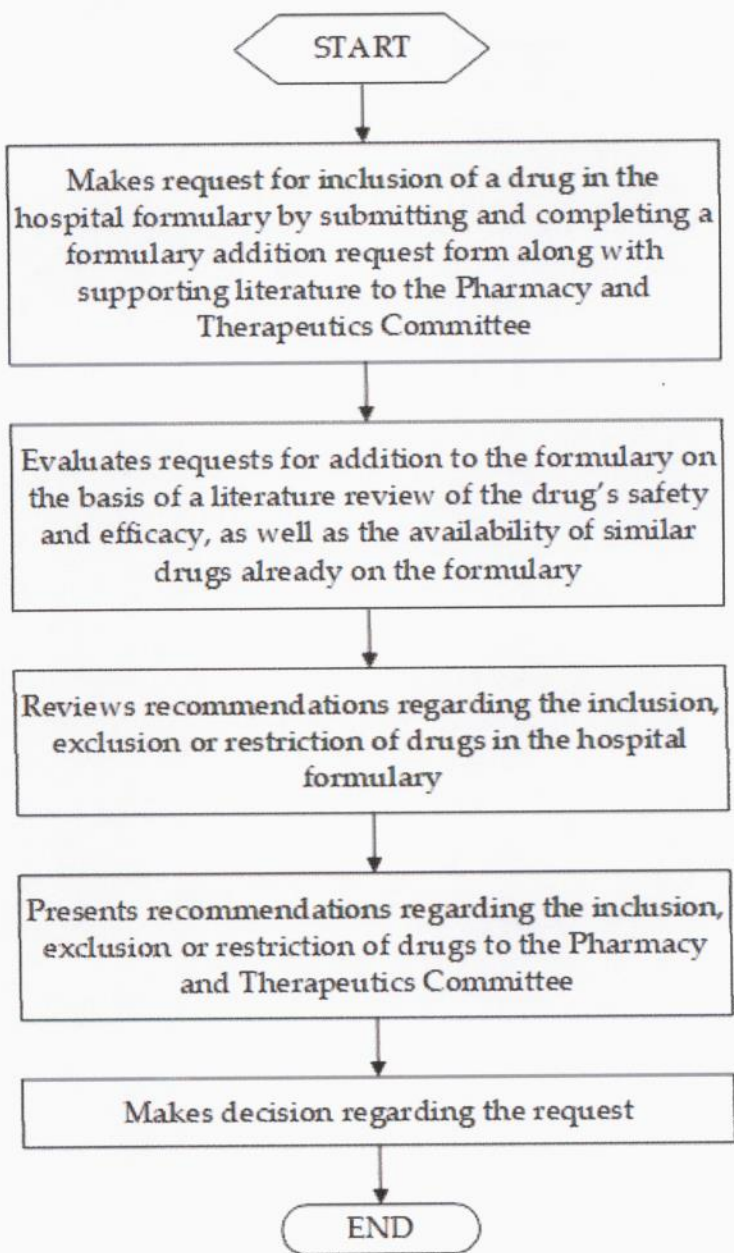 START
Makes request for inclusion of a drug in the
hospital formulary by submitting and completing a
formulary addition request form along with
supporting literature to the Pharmacy and
Therapeutics Committee
Evaluates requests for addition to the formulary on
the basis of a literature review of the drug's safety
and efficacy, as well as the availability of similar
drugs already on the formulary
Reviews recommendations regarding the inclusion,
exclusion or restriction of drugs in the hospital
formulary
Presents recommendations regarding the inclusion,
exclusion or restriction of drugs to the Pharmacy
and Therapeutics Committee
Makes decision regarding the request
END